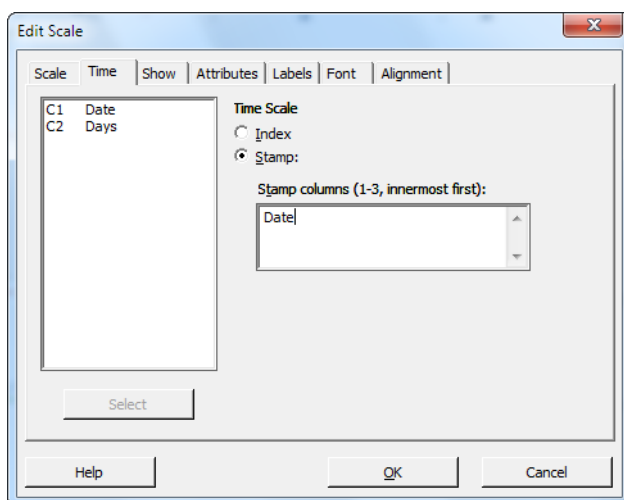 Edit Scale
Scale Time Show Attributes Labels Font Alignment
C1 Date
C2 Days
Time Scale
Index
Stamp:
Stamp columns (1-3, innermost first):
Date
Select
Help OK Cancel